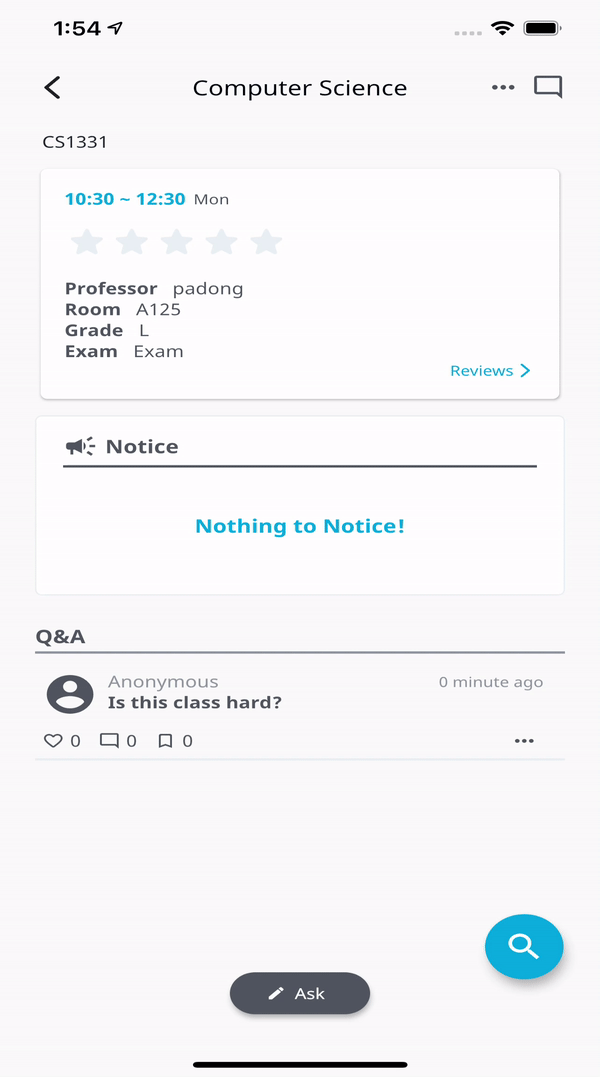 1:54
Computer Science
CS1331
10:30 ~ 12:30 Mon
Professor padong
Room A125
Grade L
Exam Exam
Reviews
Notice
Nothing to Notice!
Q&A
Anonymous 0 minute ago
Is this class hard?
0 0 0
Ask